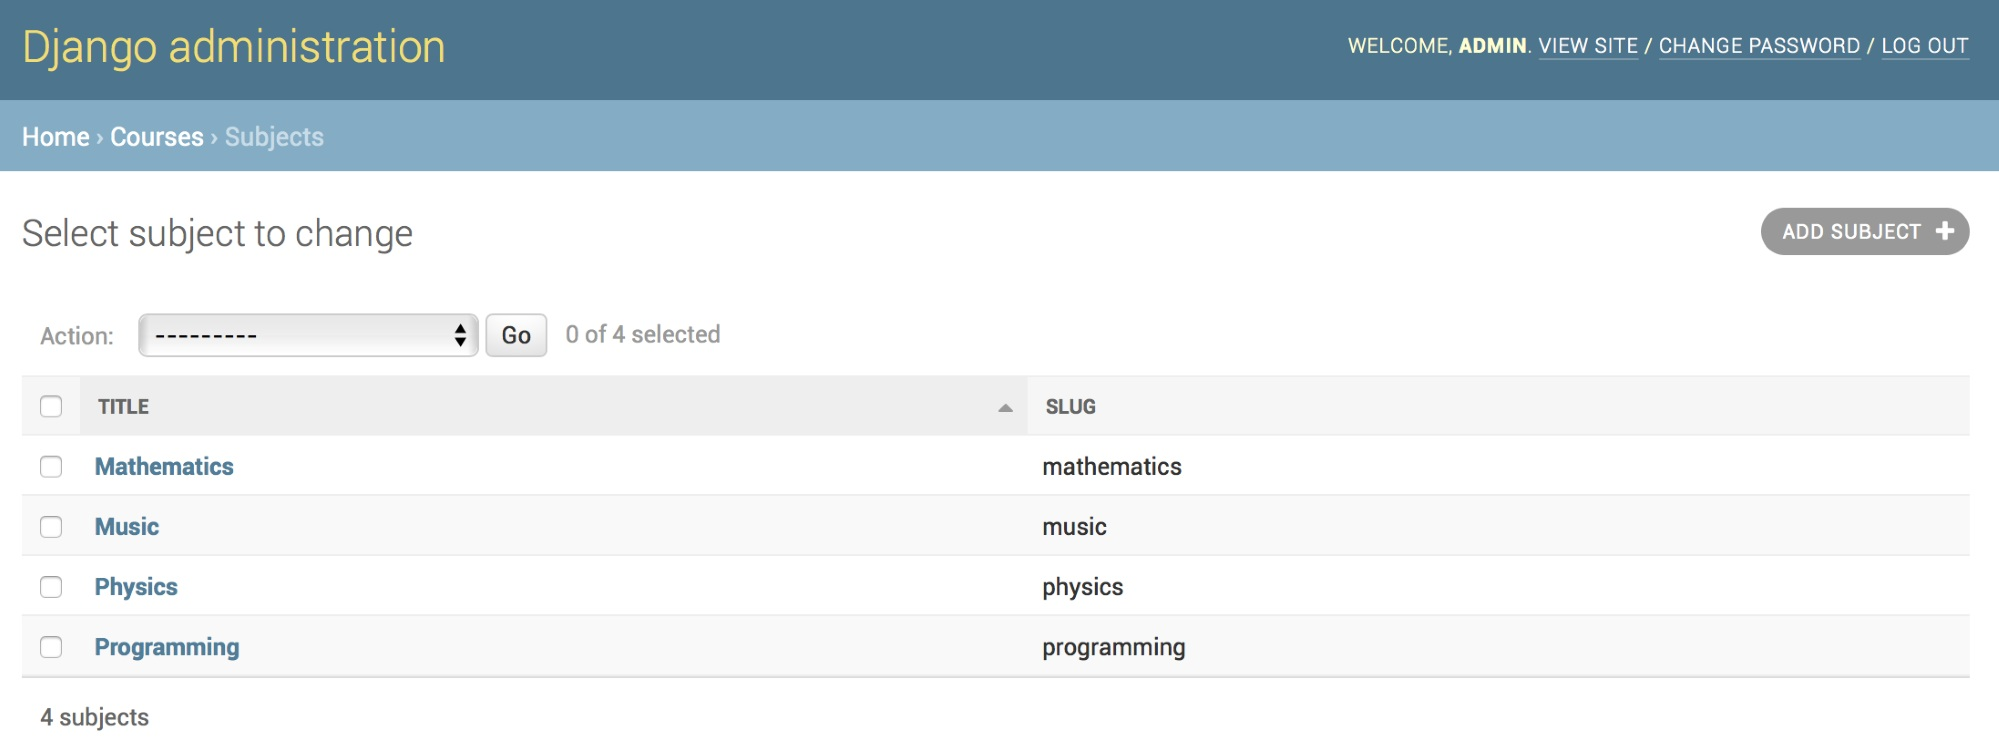 Django administration
WELCOME, ADMIN. VIEW SITE / CHANGE PASSWORD / LOG OUT
Home › Courses › Subjects
Select subject to change
ADD SUBJECT +
Action: --------- Go 0 of 4 selected
TITLE SLUG
Mathematics mathematics
Music music
Physics physics
Programming programming
4 subjects